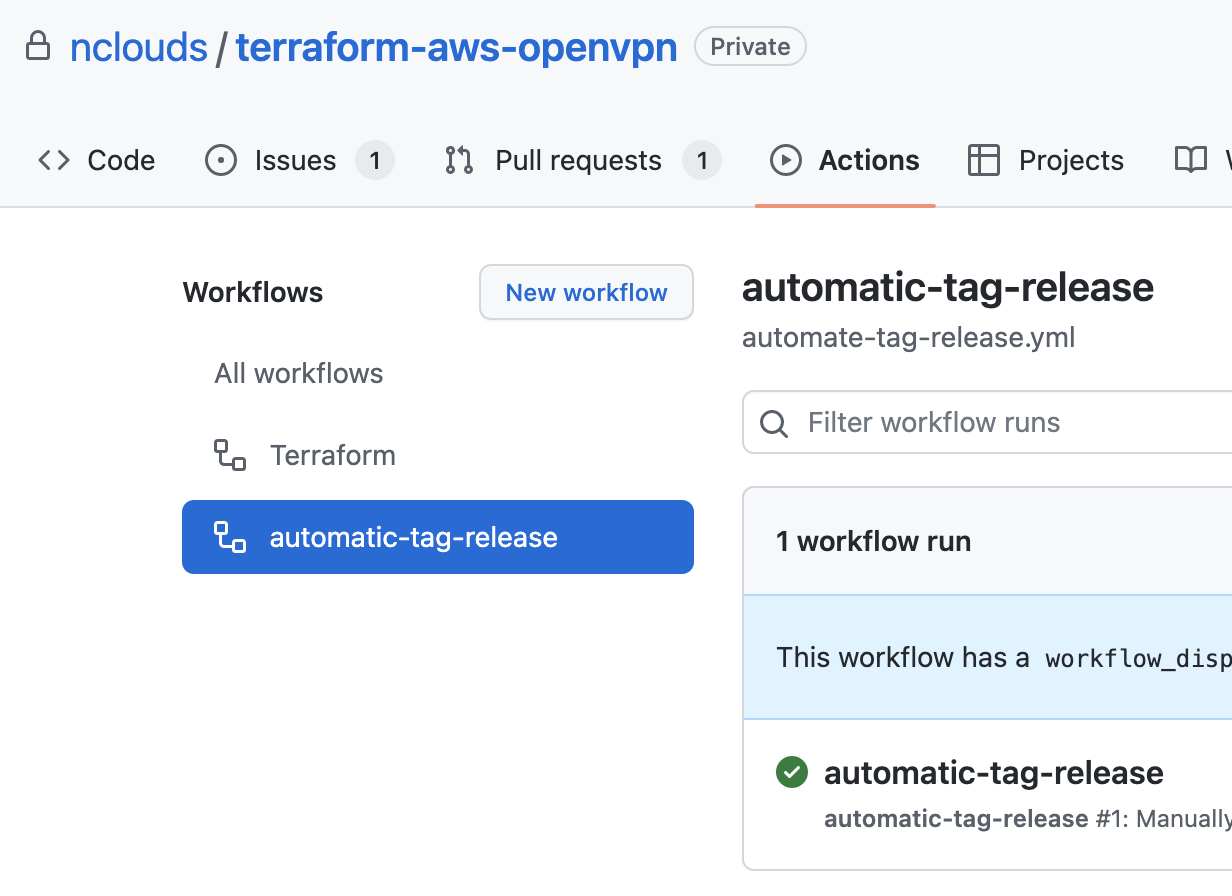 nclouds / terraform-aws-openvpn Private
Code Issues 1 Pull requests 1 Actions Projects
Workflows New workflow
All workflows
Terraform
automatic-tag-release
automatic-tag-release
automate-tag-release.yml
Filter workflow runs
1 workflow run
This workflow has a workflow_disp
automatic-tag-release
automatic-tag-release #1: Manually